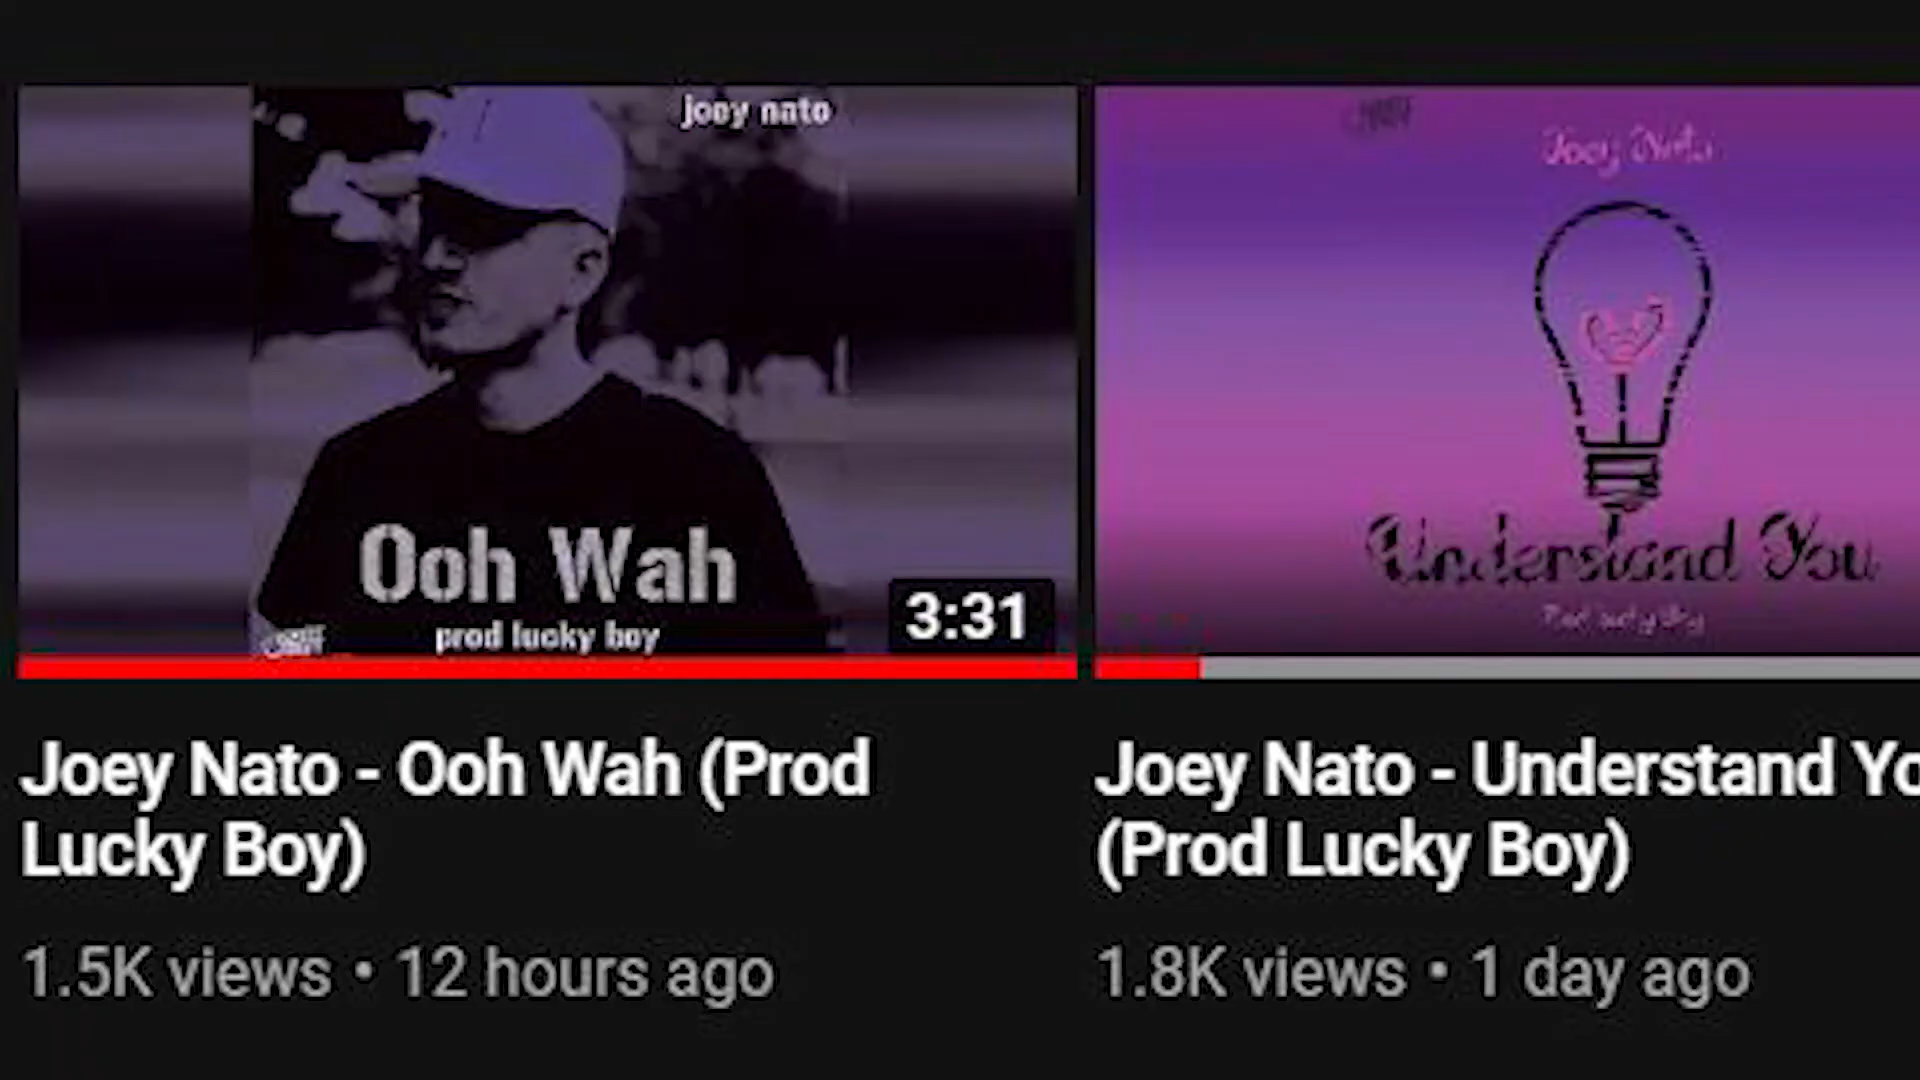 joey nato
Ooh Wah
prod lucky boy
3:31
Joey Nato - Ooh Wah (Prod
Lucky Boy)
1.5K views • 12 hours ago
Joey Nato
Understand You
Joey Nato - Understand Yo
(Prod Lucky Boy)
1.8K views • 1 day ago